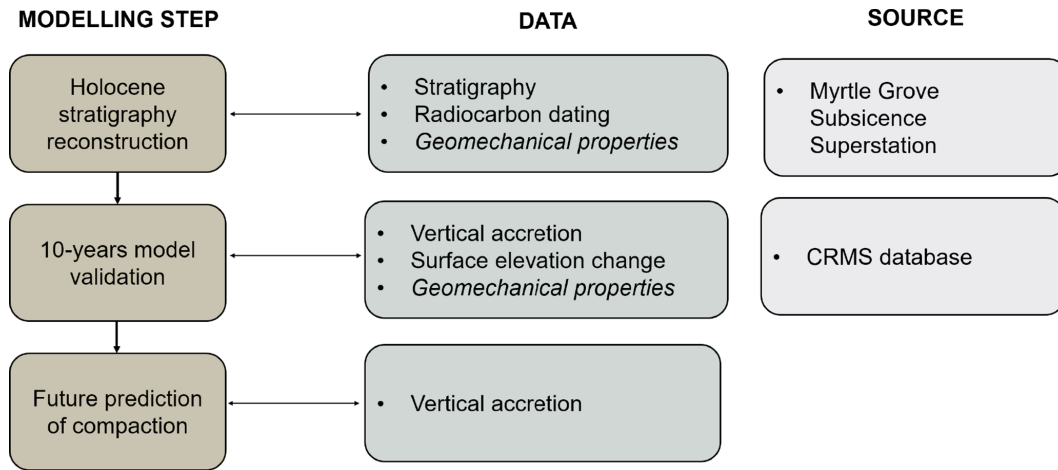 MODELLING STEP
DATA
SOURCE
Holocene
stratigraphy
reconstruction
• Stratigraphy
• Radiocarbon dating
• Geomechanical properties
• Myrtle Grove
Subsicence
Superstation
10-years model
validation
• Vertical accretion
• Surface elevation change
• Geomechanical properties
• CRMS database
Future prediction
of compaction
• Vertical accretion